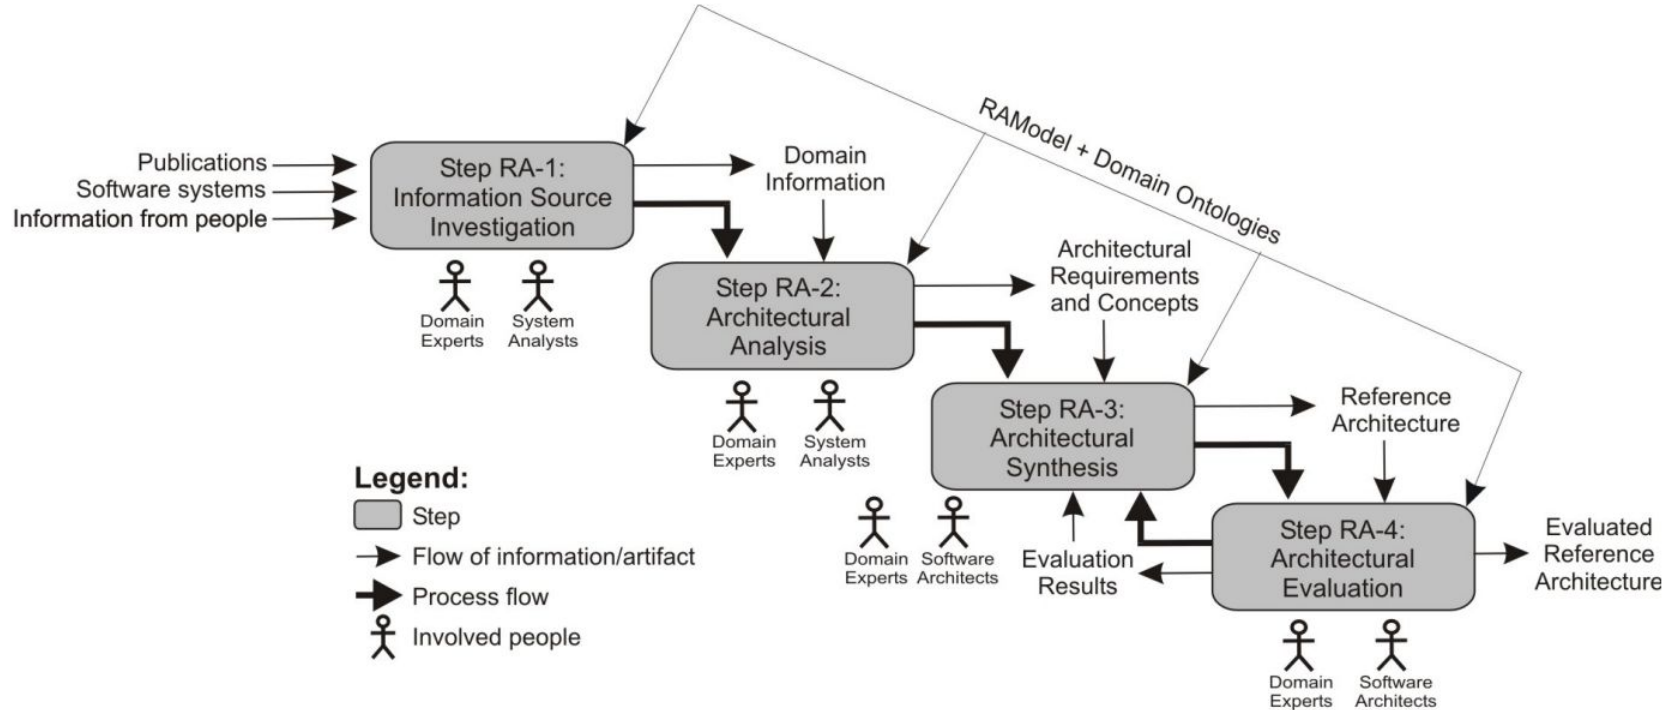 RAModel + Domain Ontologies
Publications
Software systems
Information from people
Step RA-1:
Information Source
Investigation
Domain
Information
Domain
Experts
System
Analysts
Step RA-2:
Architectural
Analysis
Architectural
Requirements
and Concepts
Domain
Experts
System
Analysts
Step RA-3:
Architectural
Synthesis
Reference
Architecture
Domain
Experts
Software
Architects
Evaluation
Results
Step RA-4:
Architectural
Evaluation
Evaluated
Reference
Architecture
Domain
Experts
Software
Architects
Legend:
Step
Flow of information/artifact
Process flow
Involved people